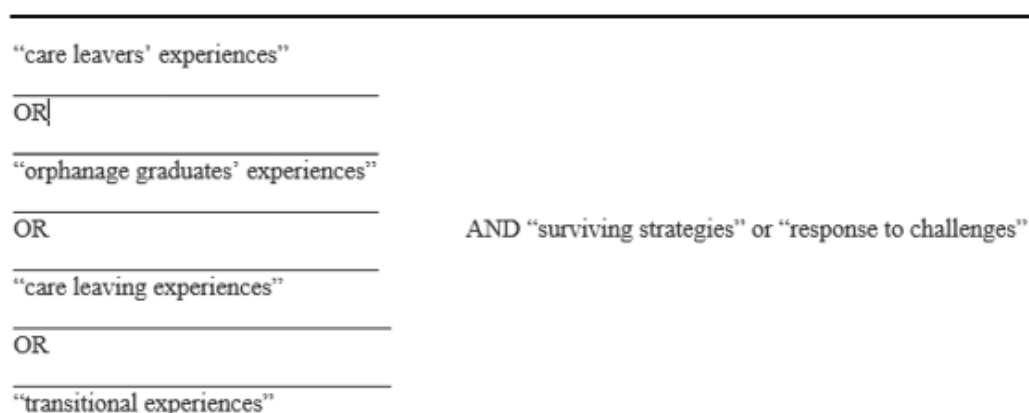 “care leavers’ experiences”
OR
“orphanage graduates’ experiences”
OR
AND “surviving strategies” or “response to challenges”
“care leaving experiences”
OR
“transitional experiences”